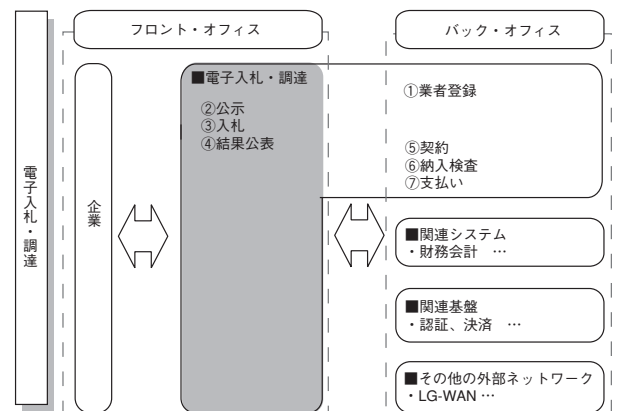 フロント・オフィス
バック・オフィス
電子入札・調達
企業
■電子入札・調達
②公示
③入札
④結果公表
①業者登録
⑤契約
⑥納入検査
⑦支払い
■関連システム
・財務会計 …
■関連基盤
・認証、決済 …
■その他の外部ネットワーク
・LG-WAN …